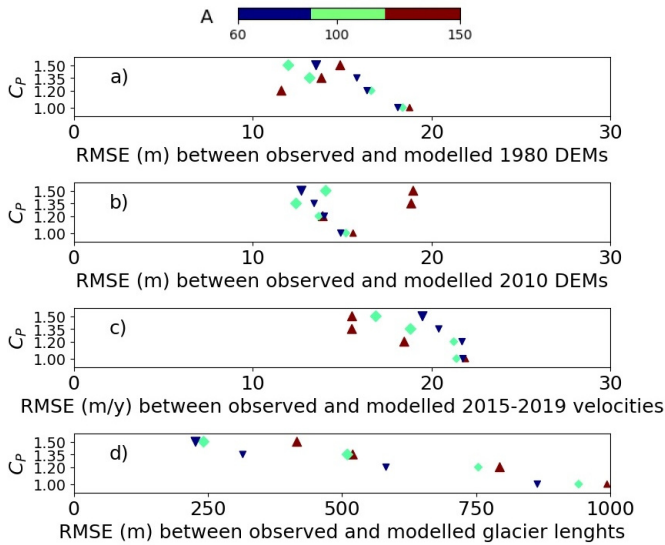 A
60 100 150
C_P
1.50
1.35
1.20
1.00
a)
0 10 20 30
RMSE (m) between observed and modelled 1980 DEMs
C_P
1.50
1.35
1.20
1.00
b)
0 10 20 30
RMSE (m) between observed and modelled 2010 DEMs
C_P
1.50
1.35
1.20
1.00
c)
0 10 20 30
RMSE (m/y) between observed and modelled 2015-2019 velocities
C_P
1.50
1.35
1.20
1.00
d)
0 250 500 750 1000
RMSE (m) between observed and modelled glacier lenghts